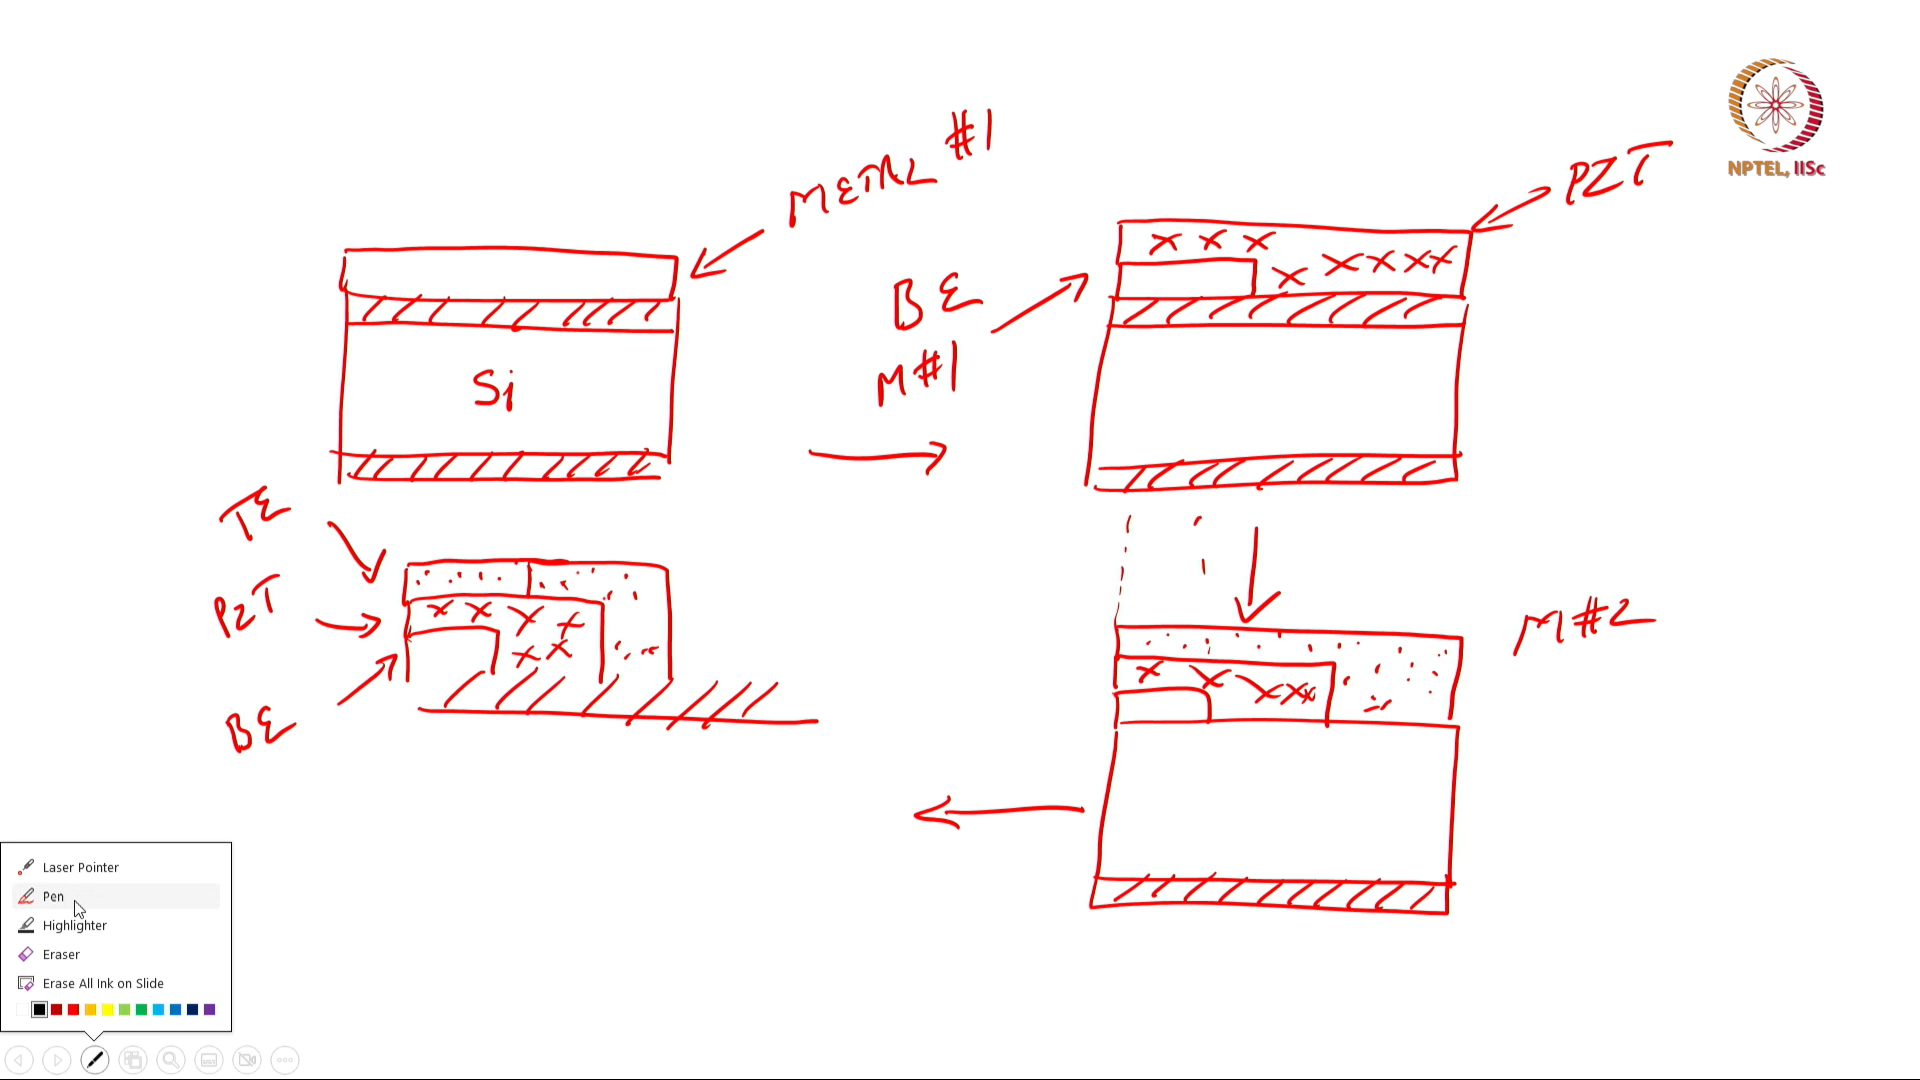 METAL #1
NPTEL, IISc
PZT
BE
M#1
Si
TE
PZT
BE
M#2
Laser Pointer
Pen
Highlighter
Eraser
Erase All Ink on Slide